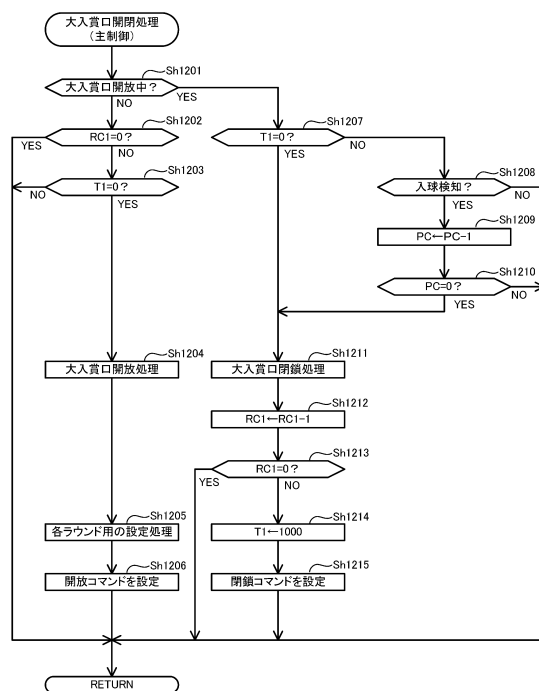 大入賞口開閉処理
（主制御）
Sh1201
大入賞口開放中？
NO
YES
Sh1202
RC1=0？
YES
NO
Sh1203
T1=0？
NO
YES
Sh1207
T1=0？
NO
YES
Sh1208
入球検知？
YES
NO
Sh1209
PC←PC-1
Sh1210
PC=0？
NO
YES
Sh1204
大入賞口開放処理
Sh1211
大入賞口閉鎖処理
Sh1212
RC1←RC1-1
Sh1213
RC1=0？
YES
NO
Sh1205
各ラウンド用の設定処理
Sh1214
T1←1000
Sh1206
開放コマンドを設定
Sh1215
閉鎖コマンドを設定
RETURN